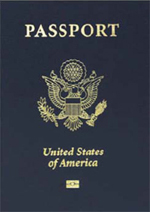 PASSPORT
United States
of America